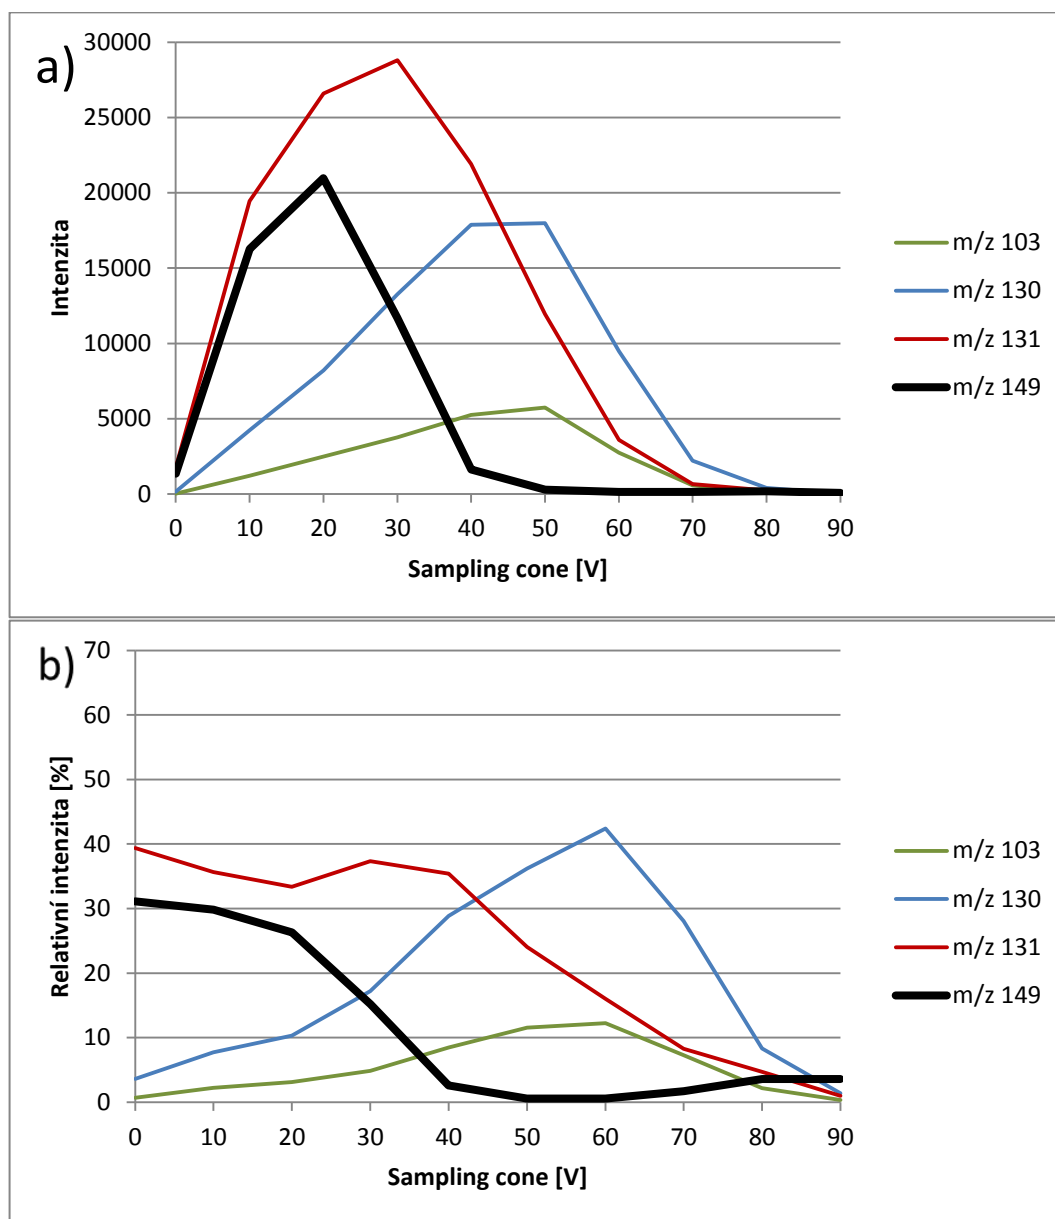 a)
30000
25000
20000
15000
10000
5000
0
Intenzita
0 10 20 30 40 50 60 70 80 90
Sampling cone [V]
m/z 103
m/z 130
m/z 131
m/z 149
b)
70
60
50
40
30
20
10
0
Relativní intenzita [%]
0 10 20 30 40 50 60 70 80 90
Sampling cone [V]
m/z 103
m/z 130
m/z 131
m/z 149